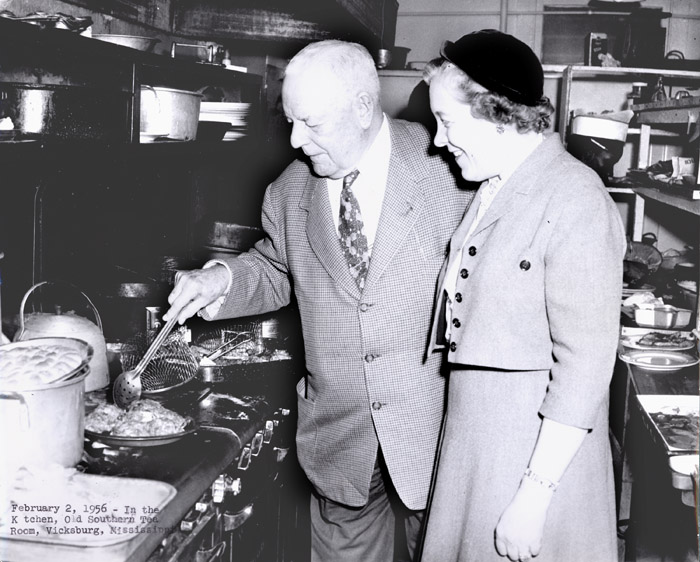 February 2, 1956 - In the
K tchen, Old Southern Tea
Room, Vicksburg, Mississippi